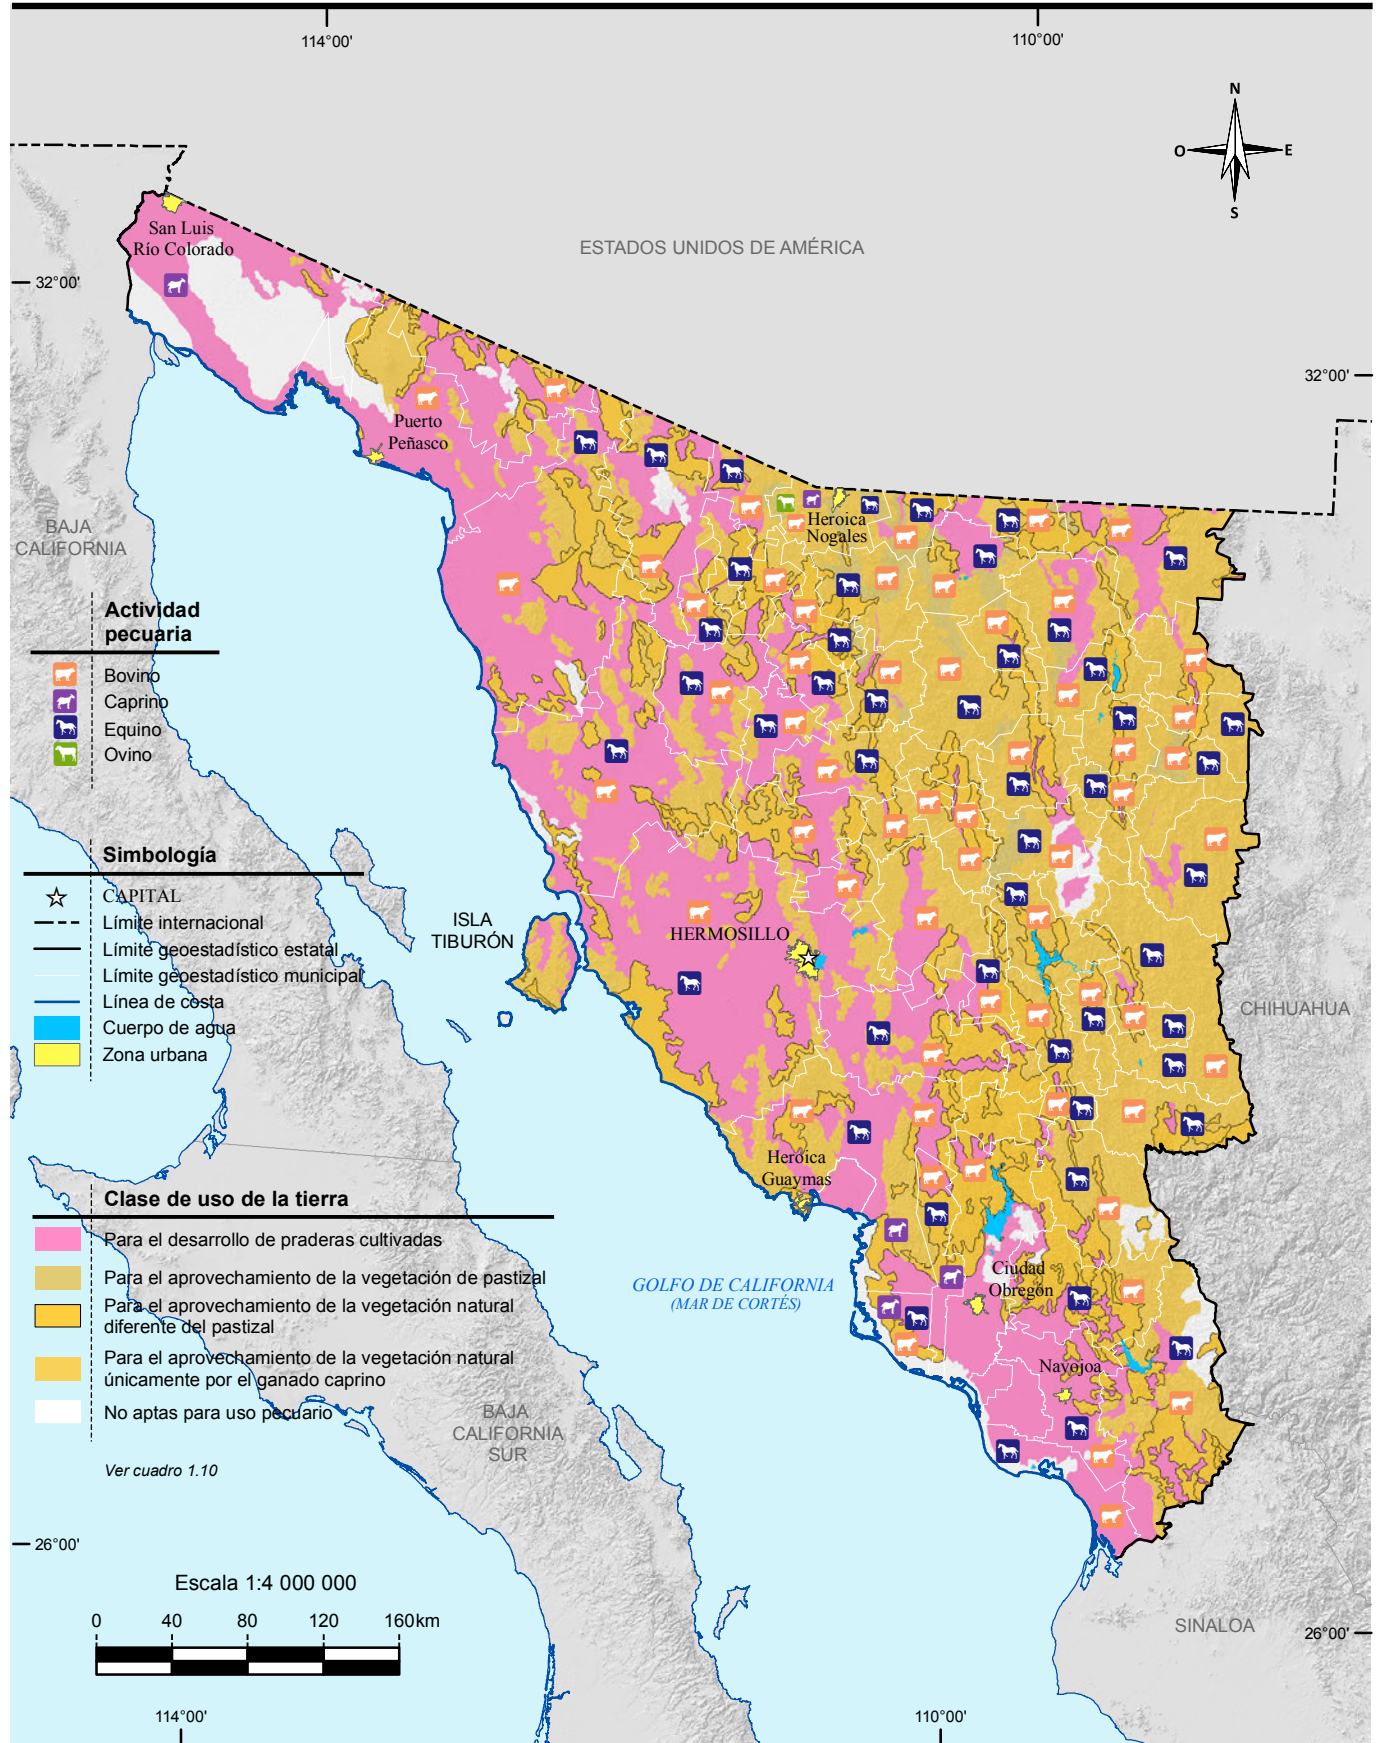 114°00'
110°00'
N
O
E
S
ESTADOS UNIDOS DE AMÉRICA
San Luis
Río Colorado
32°00'
32°00'
Puerto
Peñasco
Heroica
Nogales
BAJA
CALIFORNIA
Actividad
pecuaria
Bovino
Caprino
Equino
Ovino
Simbología
CAPITAL
Límite internacional
Límite geoestadístico estatal
Límite geoestadístico municipal
Línea de costa
Cuerpo de agua
Zona urbana
ISLA
TIBURÓN
HERMOSILLO
CHIHUAHUA
Heroica
Guaymas
Clase de uso de la tierra
Para el desarrollo de praderas cultivadas
Para el aprovechamiento de la vegetación de pastizal
Para el aprovechamiento de la vegetación natural
diferente del pastizal
Para el aprovechamiento de la vegetación natural
únicamente por el ganado caprino
No aptas para uso pecuario
Ver cuadro 1.10
GOLFO DE CALIFORNIA
(MAR DE CORTÉS)
Ciudad
Obregón
Navojoa
BAJA
CALIFORNIA
SUR
26°00'
Escala 1:4 000 000
0 40 80 120 160km
SINALOA
26°00'
114°00'
110°00'